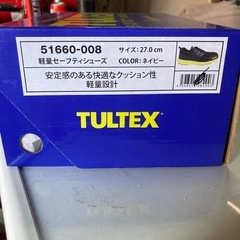 51660-008 サイズ:27.0 cm
軽量セーフティシューズ COLOR:ネイビー
安定感のある快適なクッション性
軽量設計
TULTEX